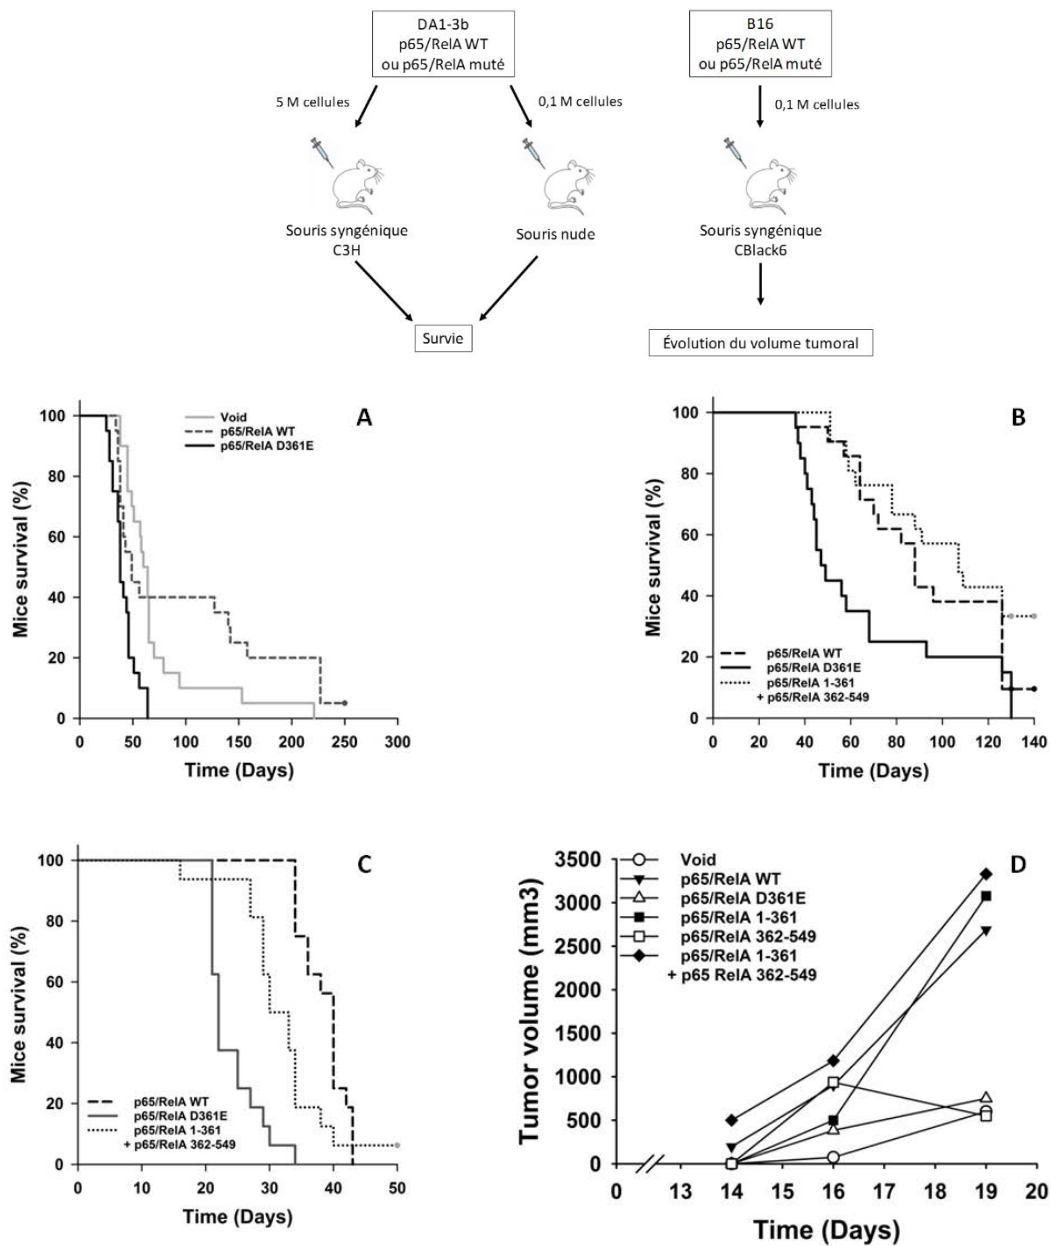 DA1-3b
p65/RelA WT
ou p65/RelA muté
B16
p65/RelA WT
ou p65/RelA muté
5 M cellules
0,1 M cellules
0,1 M cellules
Souris syngénique
C3H
Souris nude
Souris syngénique
CBlack6
Survie
Évolution du volume tumoral
A
Void
p65/RelA WT
p65/RelA D361E
Mice survival (%)
100
80
60
40
20
0
0 50 100 150 200 250 300
Time (Days)
B
Mice survival (%)
100
80
60
40
20
0
p65/RelA WT
p65/RelA D361E
p65/RelA 1-361
+ p65/RelA 362-549
0 20 40 60 80 100 120 140
Time (Days)
C
Mice survival (%)
100
80
60
40
20
0
p65/RelA WT
p65/RelA D361E
p65/RelA 1-361
+ p65/RelA 362-549
0 10 20 30 40 50
Time (Days)
D
Void
p65/RelA WT
p65/RelA D361E
p65/RelA 1-361
p65/RelA 362-549
p65/RelA 1-361
+ p65 RelA 362-549
Tumor volume (mm3)
3500
3000
2500
2000
1500
1000
500
0
0 13 14 15 16 17 18 19 20
Time (Days)